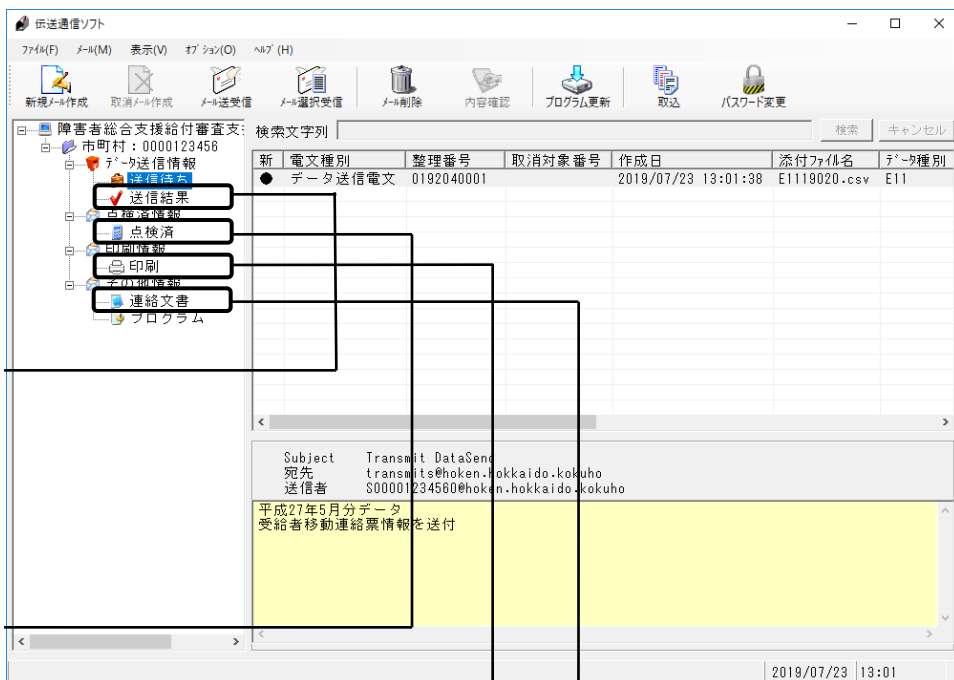 伝送通信ソフト
ファイル(F) メール(M) 表示(V) オプション(O) ヘルプ(H)
新規メール作成 取消メール作成 メール送受信 メール選択受信 メール削除 内容確認 プログラム更新 取込 パスワード変更
障害者総合支援給付審査支
市町村：0000123456
データ送信情報
送信待ち
送信結果
点検済情報
点検済
印刷情報
印刷
その他情報
連絡文書
プログラム
検索文字列 検索 キャンセル
新 電文種別 整理番号 取消対象番号 作成日 添付ファイル名 データ種別
● データ送信電文 0192040001 2019/07/23 13:01:38 E1119020.csv E11
Subject Transmit DataSend
宛先 transmits@hoken.hokkaido.kokuho
送信者 S00001234560@hoken.hokkaido.kokuho
平成27年5月分データ
受給者移動連絡票情報を送付
2019/07/23 13:01